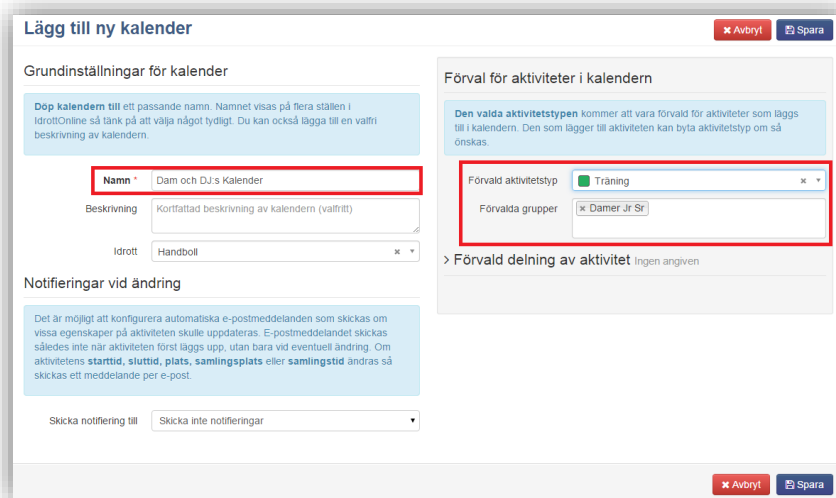 Lägg till ny kalender
✖ Avbryt
Spara
Grundinställningar för kalender
Döp kalendern till ett passande namn. Namnet visas på flera ställen i
IdrottOnline så tänk på att välja något tydligt. Du kan också lägga till en valfri
beskrivning av kalendern.
Namn *
Dam och DJ:s Kalender
Beskrivning
Kortfattad beskrivning av kalendern (valfritt)
Idrott
Handboll
Notifieringar vid ändring
Det är möjligt att konfigurera automatiska e-postmeddelanden som skickas om
vissa egenskaper på aktiviteten skulle uppdateras. E-postmeddelandet skickas
således inte när aktiviteten först läggs upp, utan bara vid eventuell ändring. Om
aktivitetens starttid, sluttid, plats, samlingsplats eller samlingstid ändras så
skickas ett meddelande per e-post.
Skicka notifiering till
Skicka inte notifieringar
Förval för aktiviteter i kalendern
Den valda aktivitetstypen kommer att vara förvald för aktiviteter som läggs
till i kalendern. Den som lägger till aktiviteten kan byta aktivitetstyp om så
önskas.
Förvald aktivitetstyp
Träning
Förvalda grupper
× Damer Jr Sr
> Förvald delning av aktivitet Ingen angiven
✖ Avbryt
Spara